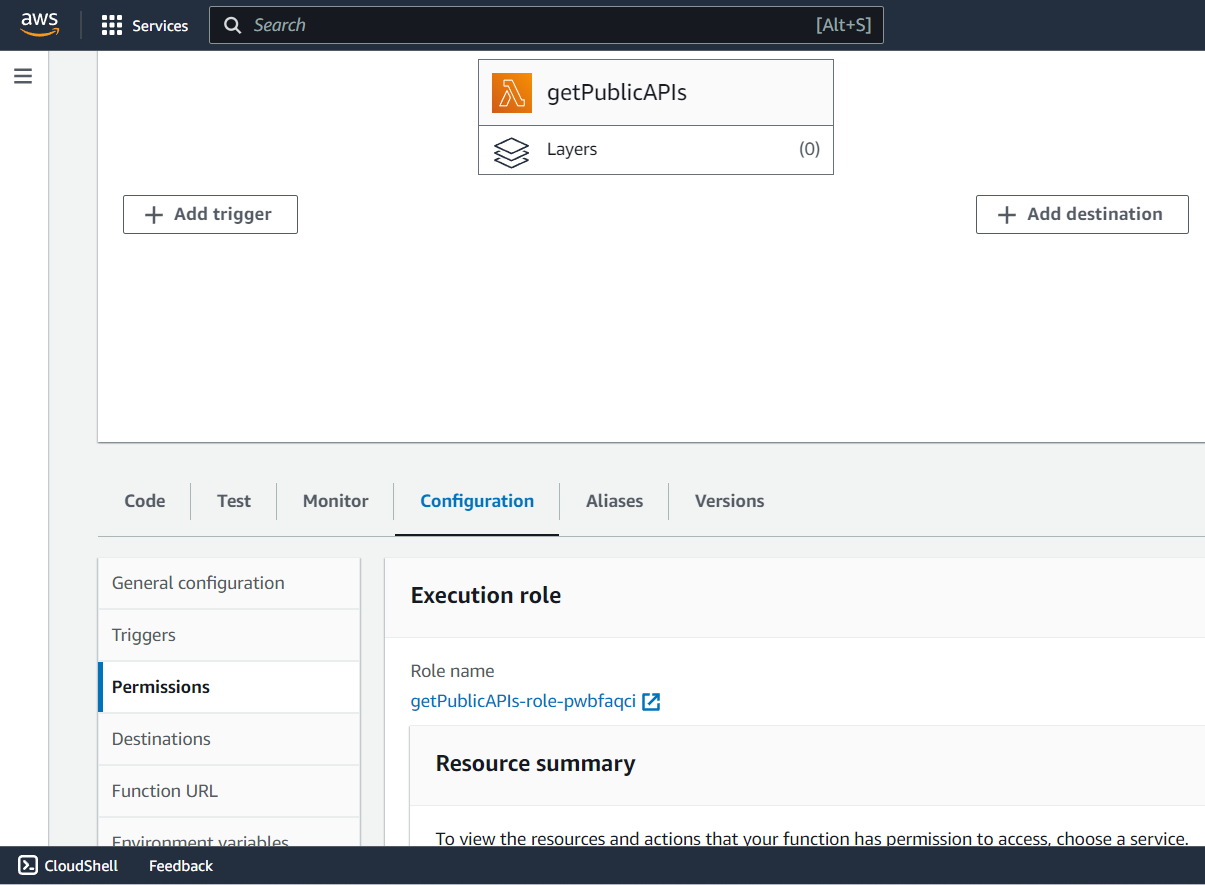 aws
Services
Search
[Alt+S]
getPublicAPIs
Layers
(0)
Add trigger
Add destination
Code
Test
Monitor
Configuration
Aliases
Versions
General configuration
Triggers
Permissions
Destinations
Function URL
Environment variables
Execution role
Role name
getPublicAPIs-role-pwbfaqci
Resource summary
To view the resources and actions that your function has permission to access, choose a service.
CloudShell
Feedback